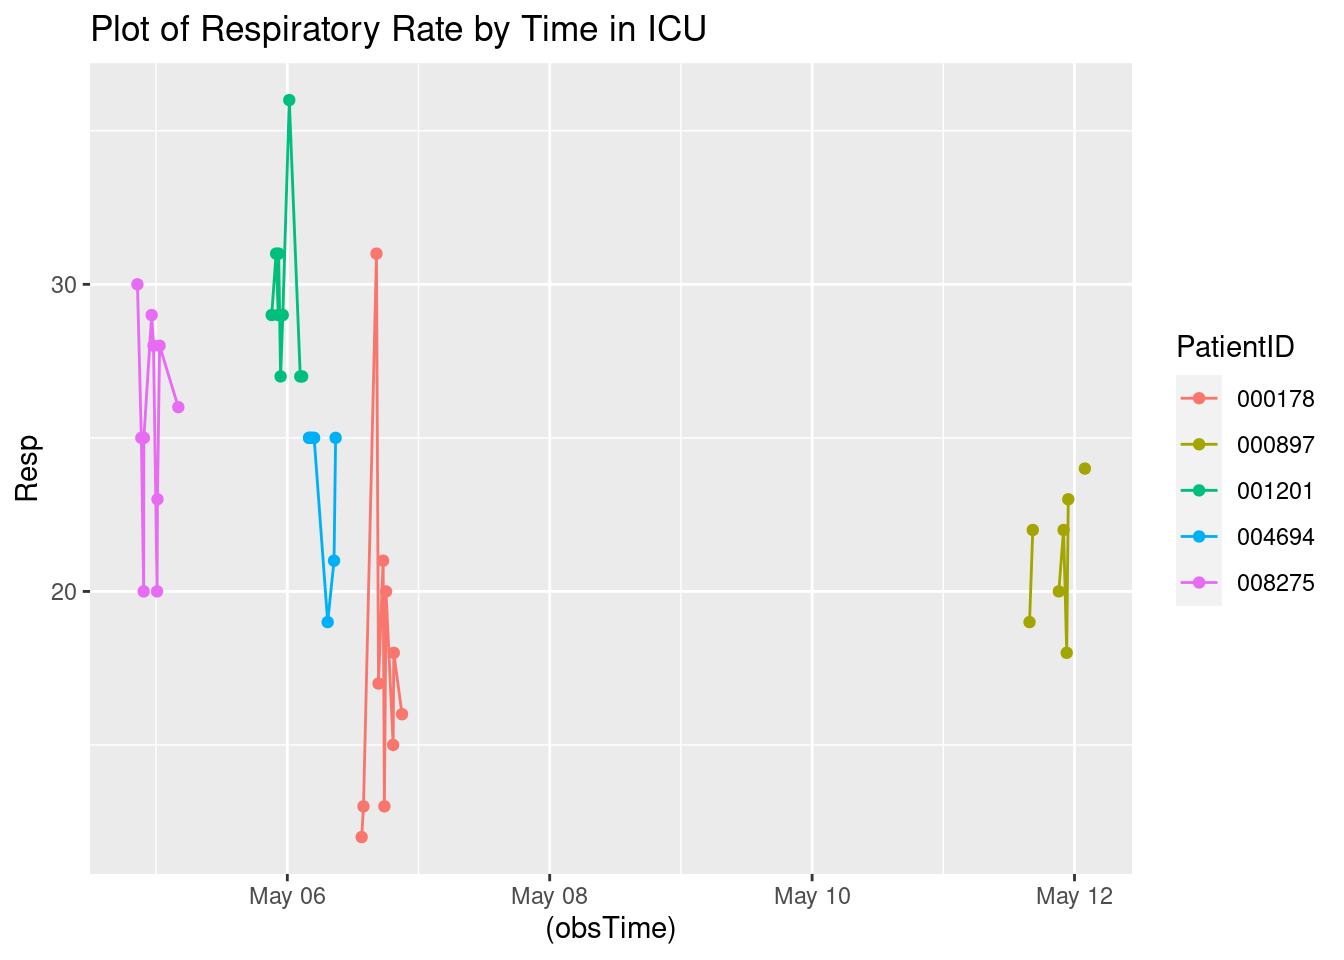 Plot of Respiratory Rate by Time in ICU
Resp
30
20
May 06
May 08
May 10
May 12
(obsTime)
PatientID
000178
000897
001201
004694
008275